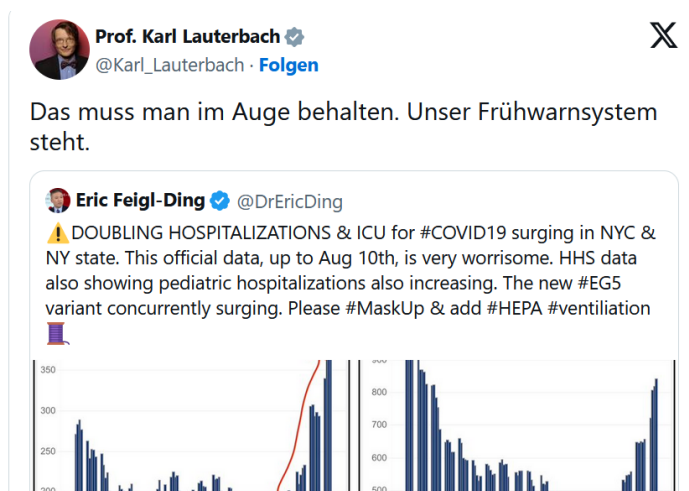 Prof. Karl Lauterbach
@Karl_Lauterbach · Folgen
Das muss man im Auge behalten. Unser Frühwarnsystem
steht.
Eric Feigl-Ding @DrEricDing
⚠️DOUBLING HOSPITALIZATIONS & ICU for #COVID19 surging in NYC &
NY state. This official data, up to Aug 10th, is very worrisome. HHS data
also showing pediatric hospitalizations also increasing. The new #EG5
variant concurrently surging. Please #MaskUp & add #HEPA #ventiliation
🧵
350
300
250
200
900
800
700
600
500